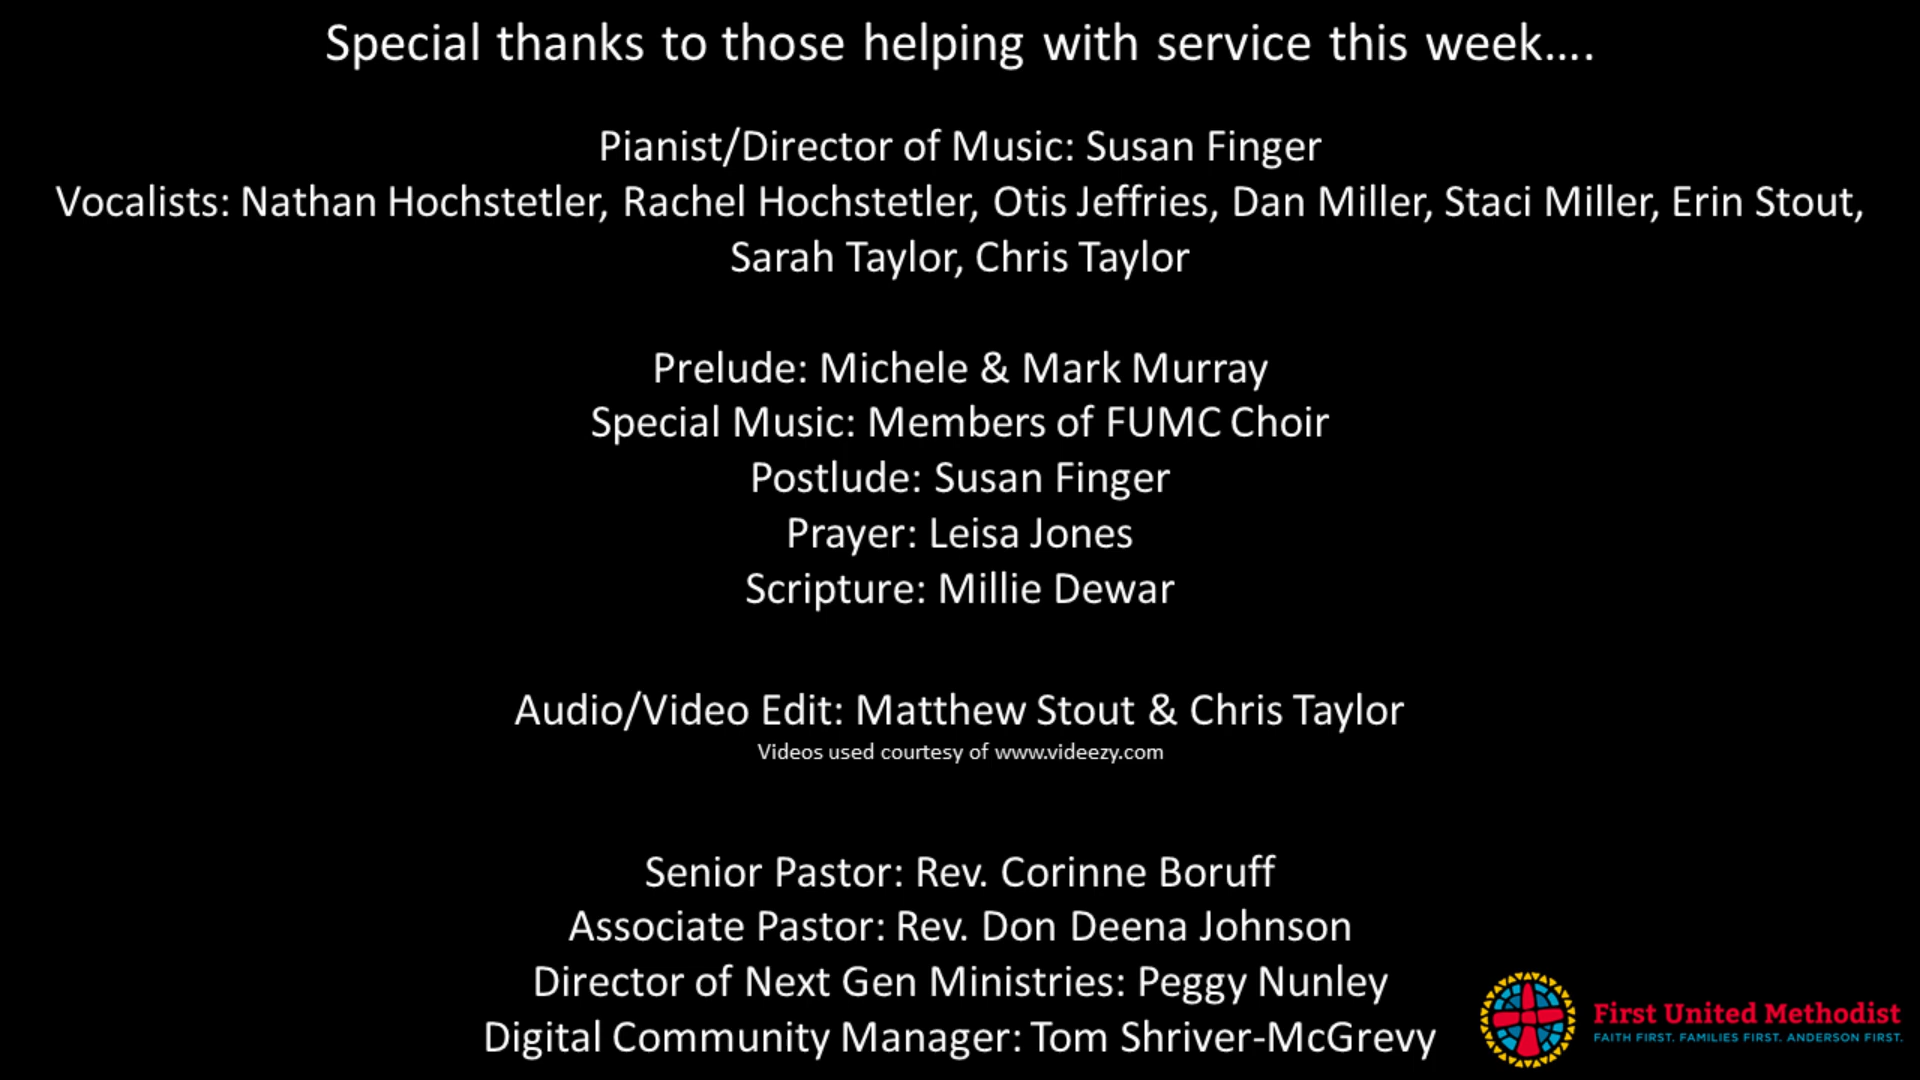 Special thanks to those helping with service this week....
Pianist/Director of Music: Susan Finger
Vocalists: Nathan Hochstetler, Rachel Hochstetler, Otis Jeffries, Dan Miller, Staci Miller, Erin Stout,
Sarah Taylor, Chris Taylor
Prelude: Michele & Mark Murray
Special Music: Members of FUMC Choir
Postlude: Susan Finger
Prayer: Leisa Jones
Scripture: Millie Dewar
Audio/Video Edit: Matthew Stout & Chris Taylor
Videos used courtesy of www.videezy.com
Senior Pastor: Rev. Corinne Boruff
Associate Pastor: Rev. Don Deena Johnson
Director of Next Gen Ministries: Peggy Nunley
Digital Community Manager: Tom Shriver-McGrevy
First United Methodist
FAITH FIRST. FAMILIES FIRST. ANDERSON FIRST.